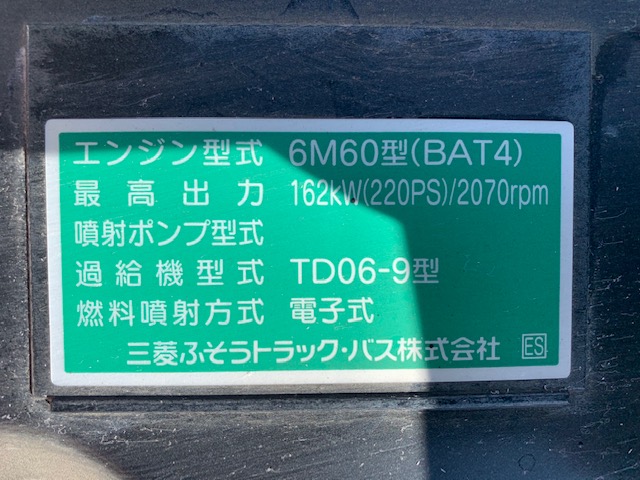 エンジン型式 6M60型(BAT4)
最高出力 162kW(220PS)/2070rpm
噴射ポンプ型式
過給機型式 TD06-9型
燃料噴射方式 電子式
三菱ふそうトラック・バス株式会社 ES